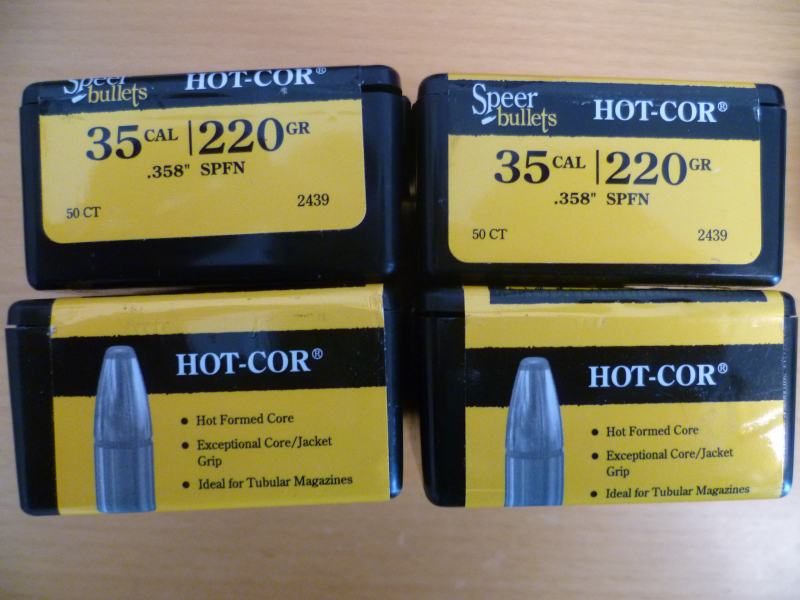 Speer
bullets
HOT-COR®
35 CAL | 220 GR
.358" SPFN
50 CT
2439
Speer
bullets
HOT-COR®
35 CAL | 220 GR
.358" SPFN
50 CT
2439
HOT-COR®
• Hot Formed Core
• Exceptional Core/Jacket
Grip
• Ideal for Tubular Magazines
HOT-COR®
• Hot Formed Core
• Exceptional Core/Jacket
Grip
• Ideal for Tubular Magazines